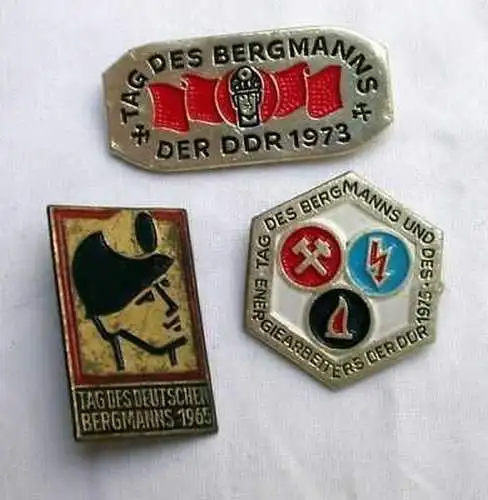 TAG DES BERGMANNS
DER DDR 1973
TAG DES DEUTSCHEN
BERGMANNS 1965
TAG DES BERGMANNS UND DES
ENERGIEARBEITERS DER DDR 1975